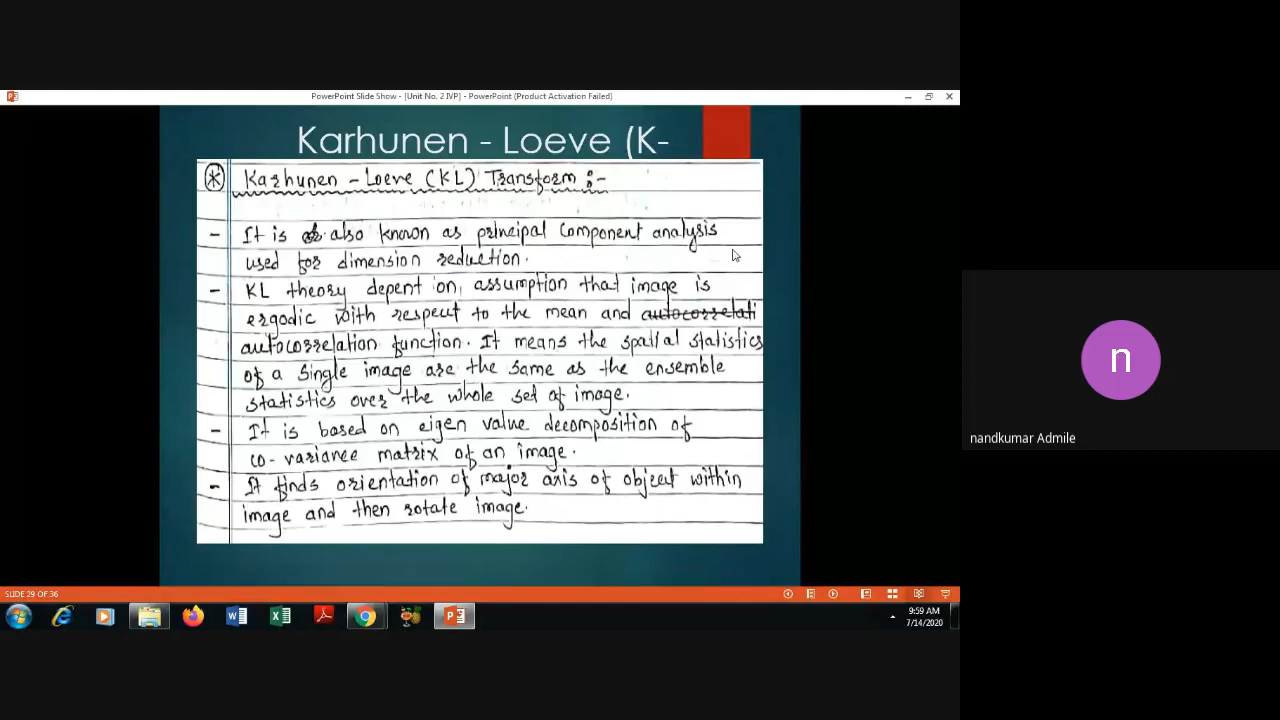 PowerPoint Slide Show - [Unit No. 2 IVP] - PowerPoint (Product Activation Failed)
Karhunen - Loeve (K-
Karhunen - Loeve (KL) Transform :-
- It is also known as principal component analysis
used for dimension reduction.
- KL theory depent on assumption that image is
ergodic with respect to the mean and autocorrelati
autocorrelation function. It means the spatial statistics
of a single image are the same as the ensemble
statistics over the whole set of image.
- It is based on eigen value decomposition of
co-variance matrix of an image.
- It finds orientation of major axis of object within
image and then rotate image.
n
nandkumar Admile
SLIDE 29 OF 36
9:59 AM
7/14/2020